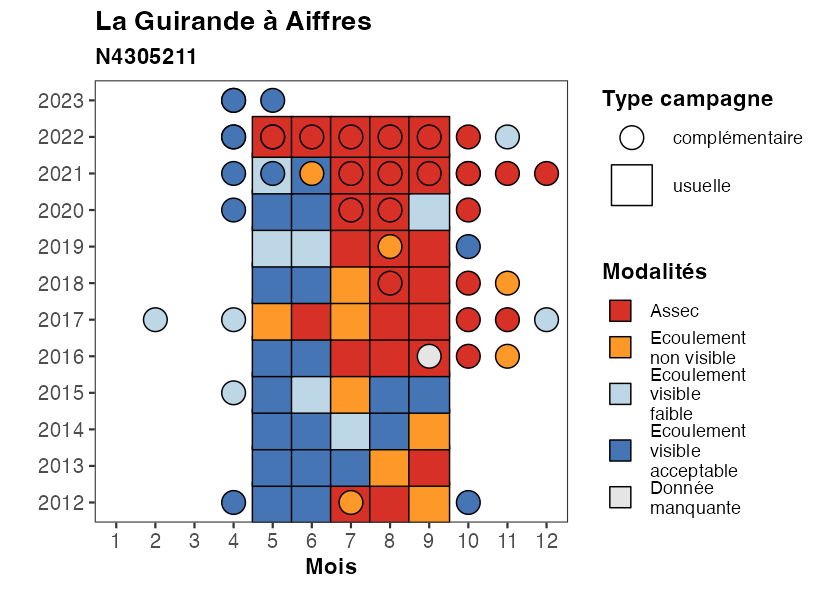 La Guirande à Aiffres
N4305211
2023
2022
2021
2020
2019
2018
2017
2016
2015
2014
2013
2012
1 2 3 4 5 6 7 8 9 10 11 12
Mois
Type campagne
complémentaire
usuelle
Modalités
Assec
Ecoulement
non visible
Ecoulement
visible
faible
Ecoulement
visible
acceptable
Donnée
manquante